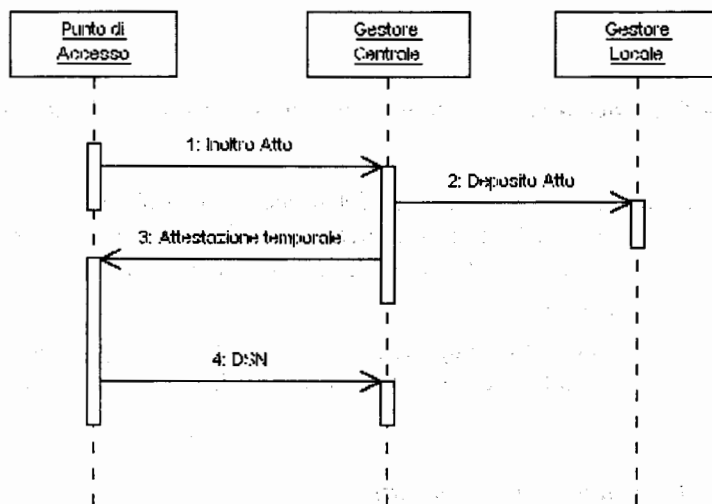 Punto di
Accesso
Gestore
Centrale
Gestore
Locale
1: Inoltro Atto
2: Deposito Atto
3: Attestazione temporale
4: DSN